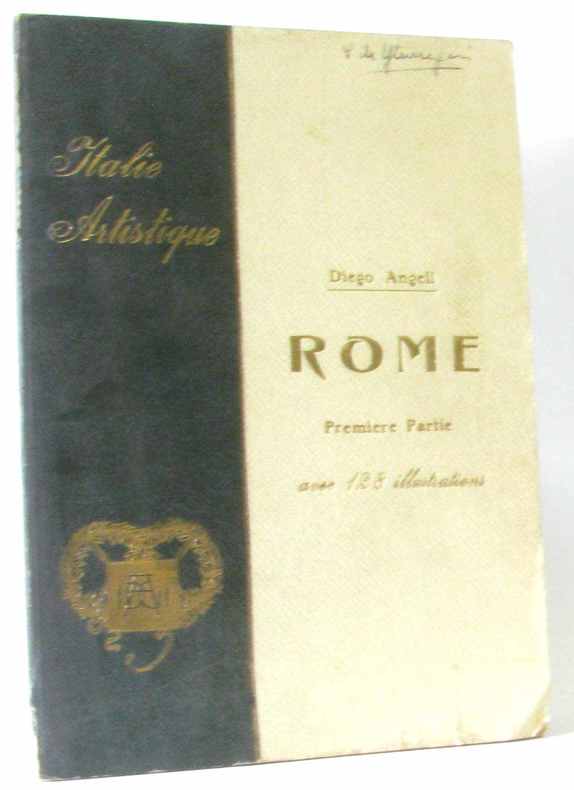 Italie
Artistique
Diego Angeli
ROME
Premiere Partie
avec 128 illustrations